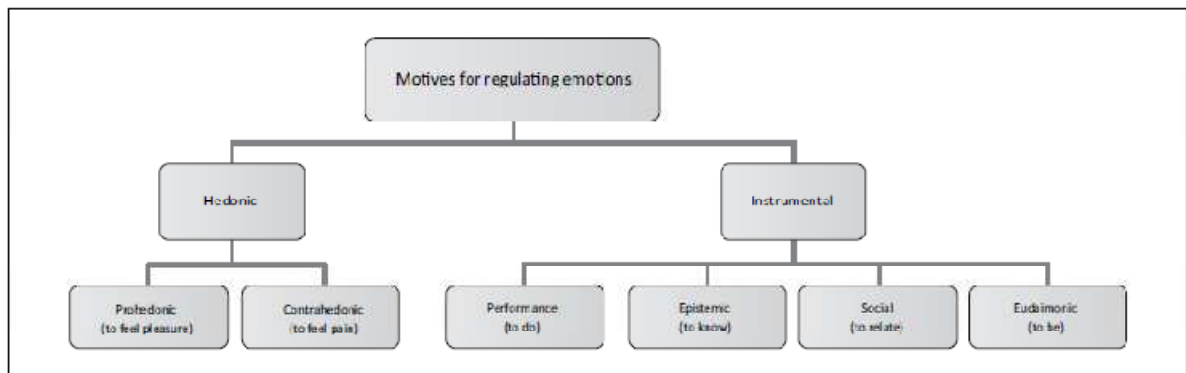 Motives for regulating emotions
Hedonic
Instrumental
Prohedonic
(to feel pleasure)
Contrahedonic
(to feel pain)
Performance
(to do)
Epistemic
(to know)
Social
(to relate)
Eudaimonic
(to be)